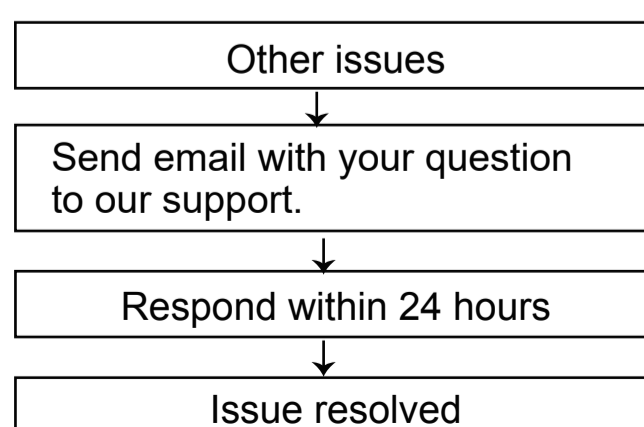 Other issues
Send email with your question
to our support.
Respond within 24 hours
Issue resolved